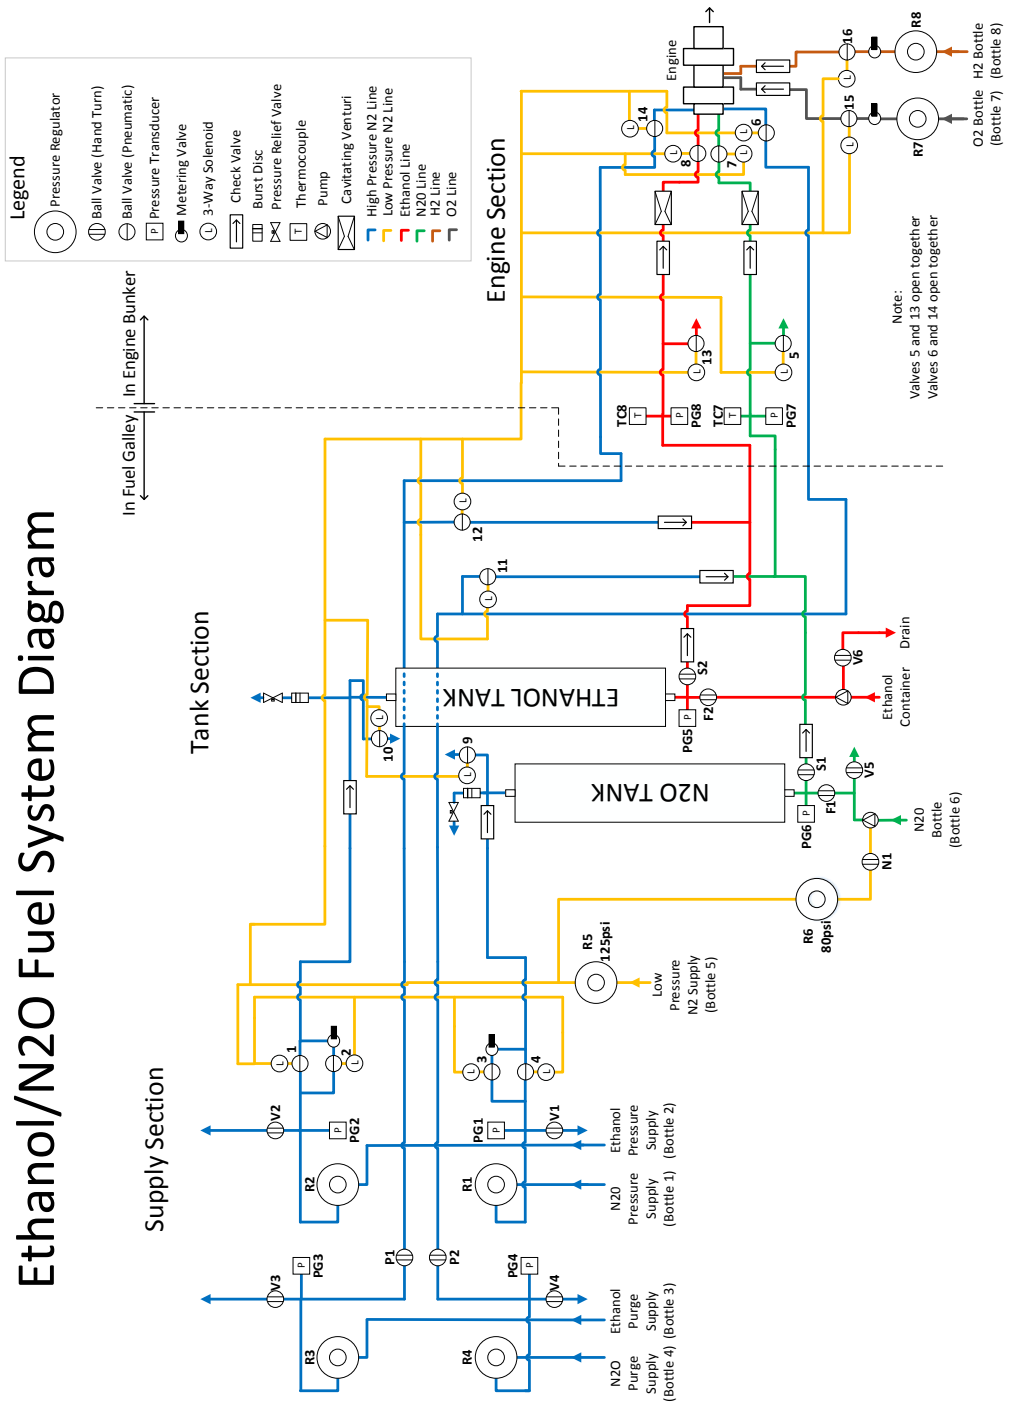 Ethanol/N2O Fuel System Diagram
Legend
Pressure Regulator
Ball Valve (Hand Turn)
Ball Valve (Pneumatic)
P
Pressure Transducer
Metering Valve
L
3-Way Solenoid
Check Valve
Burst Disc
Pressure Relief Valve
T
Thermocouple
Pump
Cavitating Venturi
High Pressure N2 Line
Low Pressure N2 Line
Ethanol Line
N20 Line
H2 Line
O2 Line
In Fuel Galley
In Engine Bunker
Supply Section
Tank Section
Engine Section
V3
P
PG3
R3
P1
P2
R4
P
PG4
V4
N2O
Purge
Supply
(Bottle 4)
Ethanol
Purge
Supply
(Bottle 3)
V2
P
PG2
R2
R1
P
PG1
V1
N20
Pressure
Supply
(Bottle 1)
Ethanol
Pressure
Supply
(Bottle 2)
L
1
2
L
L
3
4
L
R5
125psi
Low
Pressure
N2 Supply
(Bottle 5)
R6
80psi
N1
L
10
L
9
ETHANOL TANK
N2O TANK
P
PG5
S2
F2
P
PG6
S1
F1
V5
V6
N20
Bottle
(Bottle 6)
Ethanol
Container
Drain
L
11
L
12
TC8
T
P
PG8
TC7
T
P
PG7
L
13
L
5
L
14
L
8
L
7
L
6
Engine
L
15
L
16
R7
R8
O2 Bottle
(Bottle 7)
H2 Bottle
(Bottle 8)
Note:
Valves 5 and 13 open together
Valves 6 and 14 open together